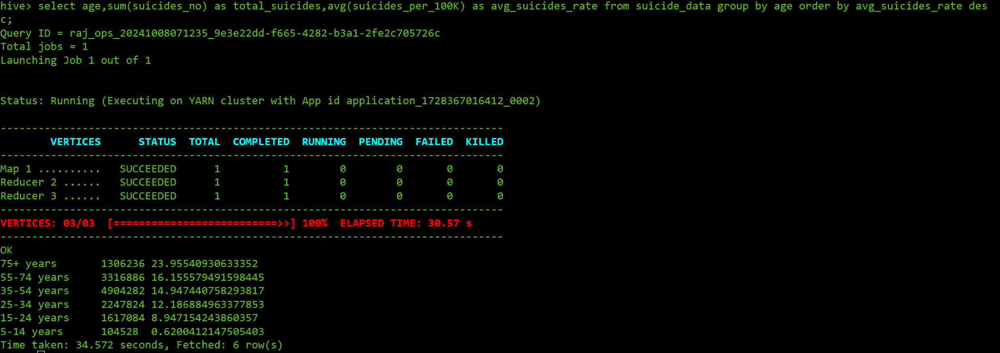 hive> select age,sum(suicides_no) as total_suicides,avg(suicides_per_100K) as avg_suicides_rate from suicide_data group by age order by avg_suicides_rate des
c;
Query ID = raj_ops_20241008071235_9e3e22dd-f665-4282-b3a1-2fe2c705726c
Total jobs = 1
Launching Job 1 out of 1
Status: Running (Executing on YARN cluster with App id application_1728367016412_0002)
--------------------------------------------------------------------------------
        VERTICES      STATUS  TOTAL  COMPLETED  RUNNING  PENDING  FAILED  KILLED
--------------------------------------------------------------------------------
Map 1 ..........   SUCCEEDED      1          1        0        0       0       0
Reducer 2 ......   SUCCEEDED      1          1        0        0       0       0
Reducer 3 ......   SUCCEEDED      1          1        0        0       0       0
--------------------------------------------------------------------------------
VERTICES: 03/03  [==========================>>] 100%  ELAPSED TIME: 30.57 s
--------------------------------------------------------------------------------
OK
75+ years       1306236 23.95540930633352
55-74 years     3316886 16.155579491598445
35-54 years     4904282 14.947440758293817
25-34 years     2247824 12.186884963377853
15-24 years     1617084 8.947154243860357
5-14 years      104528  0.6200412147505403
Time taken: 34.572 seconds, Fetched: 6 row(s)